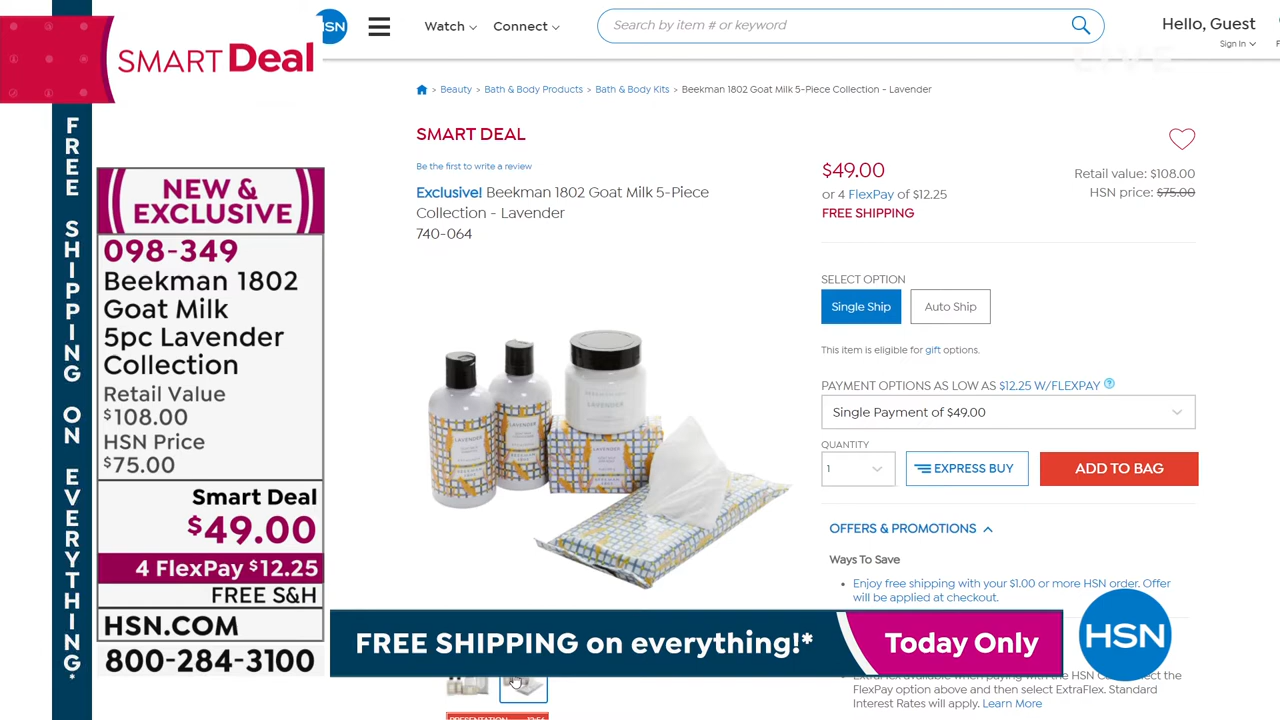 SMART Deal
FREE SHIPPING ON EVERYTHING!*
NEW &
EXCLUSIVE
098-349
Beekman 1802
Goat Milk
5pc Lavender
Collection
Retail Value
$108.00
HSN Price
$75.00
Smart Deal
$49.00
4 FlexPay $12.25
FREE S&H
HSN.COM
800-284-3100
HSN
Watch
Connect
Search by item # or keyword
Hello, Guest
Sign In
LIVE
> Beauty > Bath & Body Products > Bath & Body Kits > Beekman 1802 Goat Milk 5-Piece Collection - Lavender
SMART DEAL
Be the first to write a review
Exclusive! Beekman 1802 Goat Milk 5-Piece
Collection - Lavender
740-064
LAVENDER
LAVENDER
LAVENDER
LAVENDER
$49.00
or 4 FlexPay of $12.25
FREE SHIPPING
Retail value: $108.00
HSN price: $75.00
SELECT OPTION
Single Ship
Auto Ship
This item is eligible for gift options.
PAYMENT OPTIONS AS LOW AS $12.25 W/FLEXPAY ?
Single Payment of $49.00
QUANTITY
1
EXPRESS BUY
ADD TO BAG
OFFERS & PROMOTIONS
Ways To Save
• Enjoy free shipping with your $1.00 or more HSN order. Offer
will be applied at checkout.
FREE SHIPPING on everything!*
Today Only
HSN
FlexPay option above and then select ExtraFlex. Standard
Interest Rates will apply. Learn More